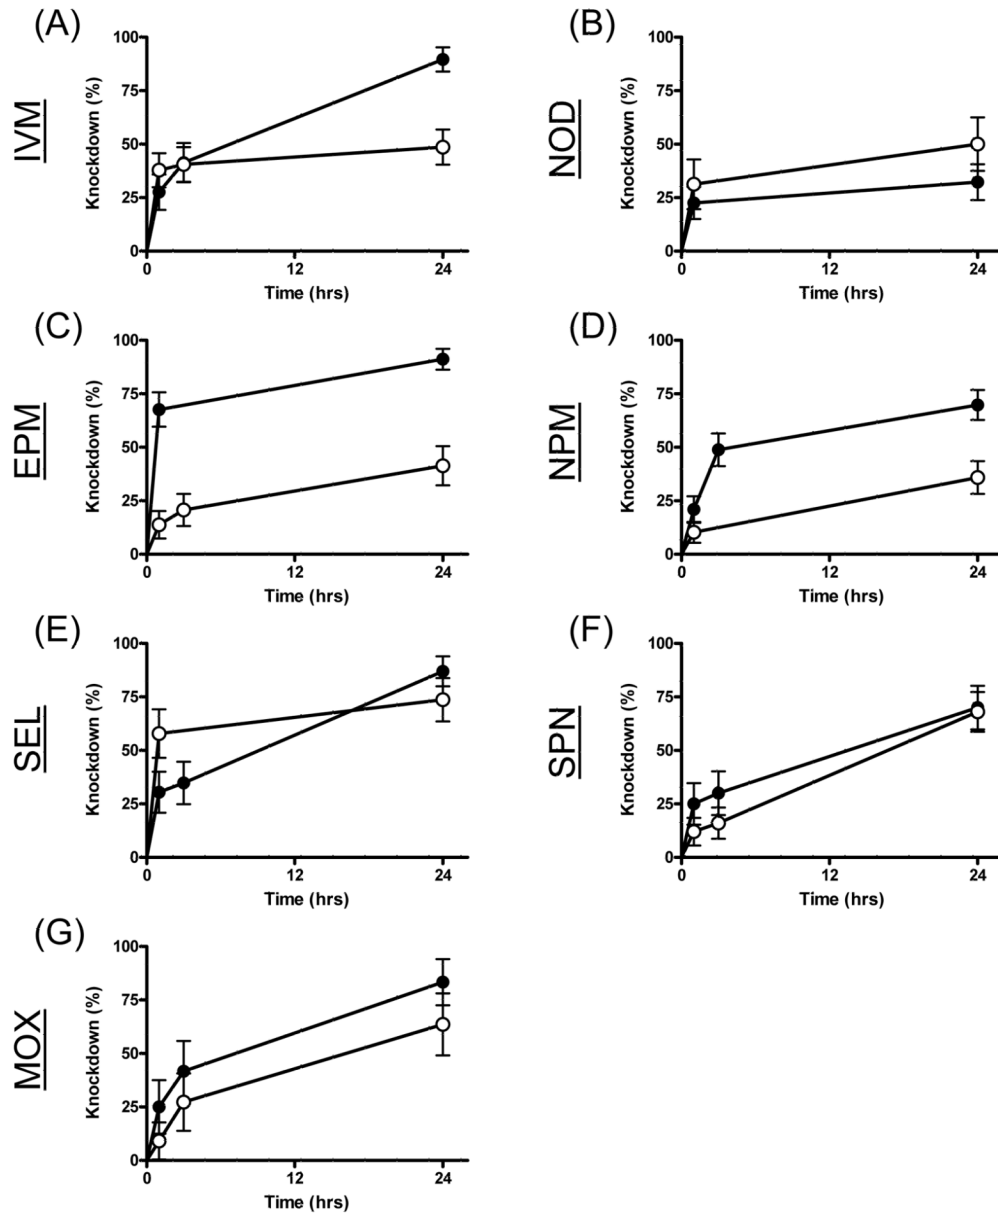 (A)
IVM
Knockdown (%)
100
75
50
25
0
0 12 24
Time (hrs)
(B)
NOD
Knockdown (%)
100
75
50
25
0
0 12 24
Time (hrs)
(C)
EPM
Knockdown (%)
100
75
50
25
0
0 12 24
Time (hrs)
(D)
NPM
Knockdown (%)
100
75
50
25
0
0 12 24
Time (hrs)
(E)
SEL
Knockdown (%)
100
75
50
25
0
0 12 24
Time (hrs)
(F)
SPN
Knockdown (%)
100
75
50
25
0
0 12 24
Time (hrs)
(G)
MOX
Knockdown (%)
100
75
50
25
0
0 12 24
Time (hrs)